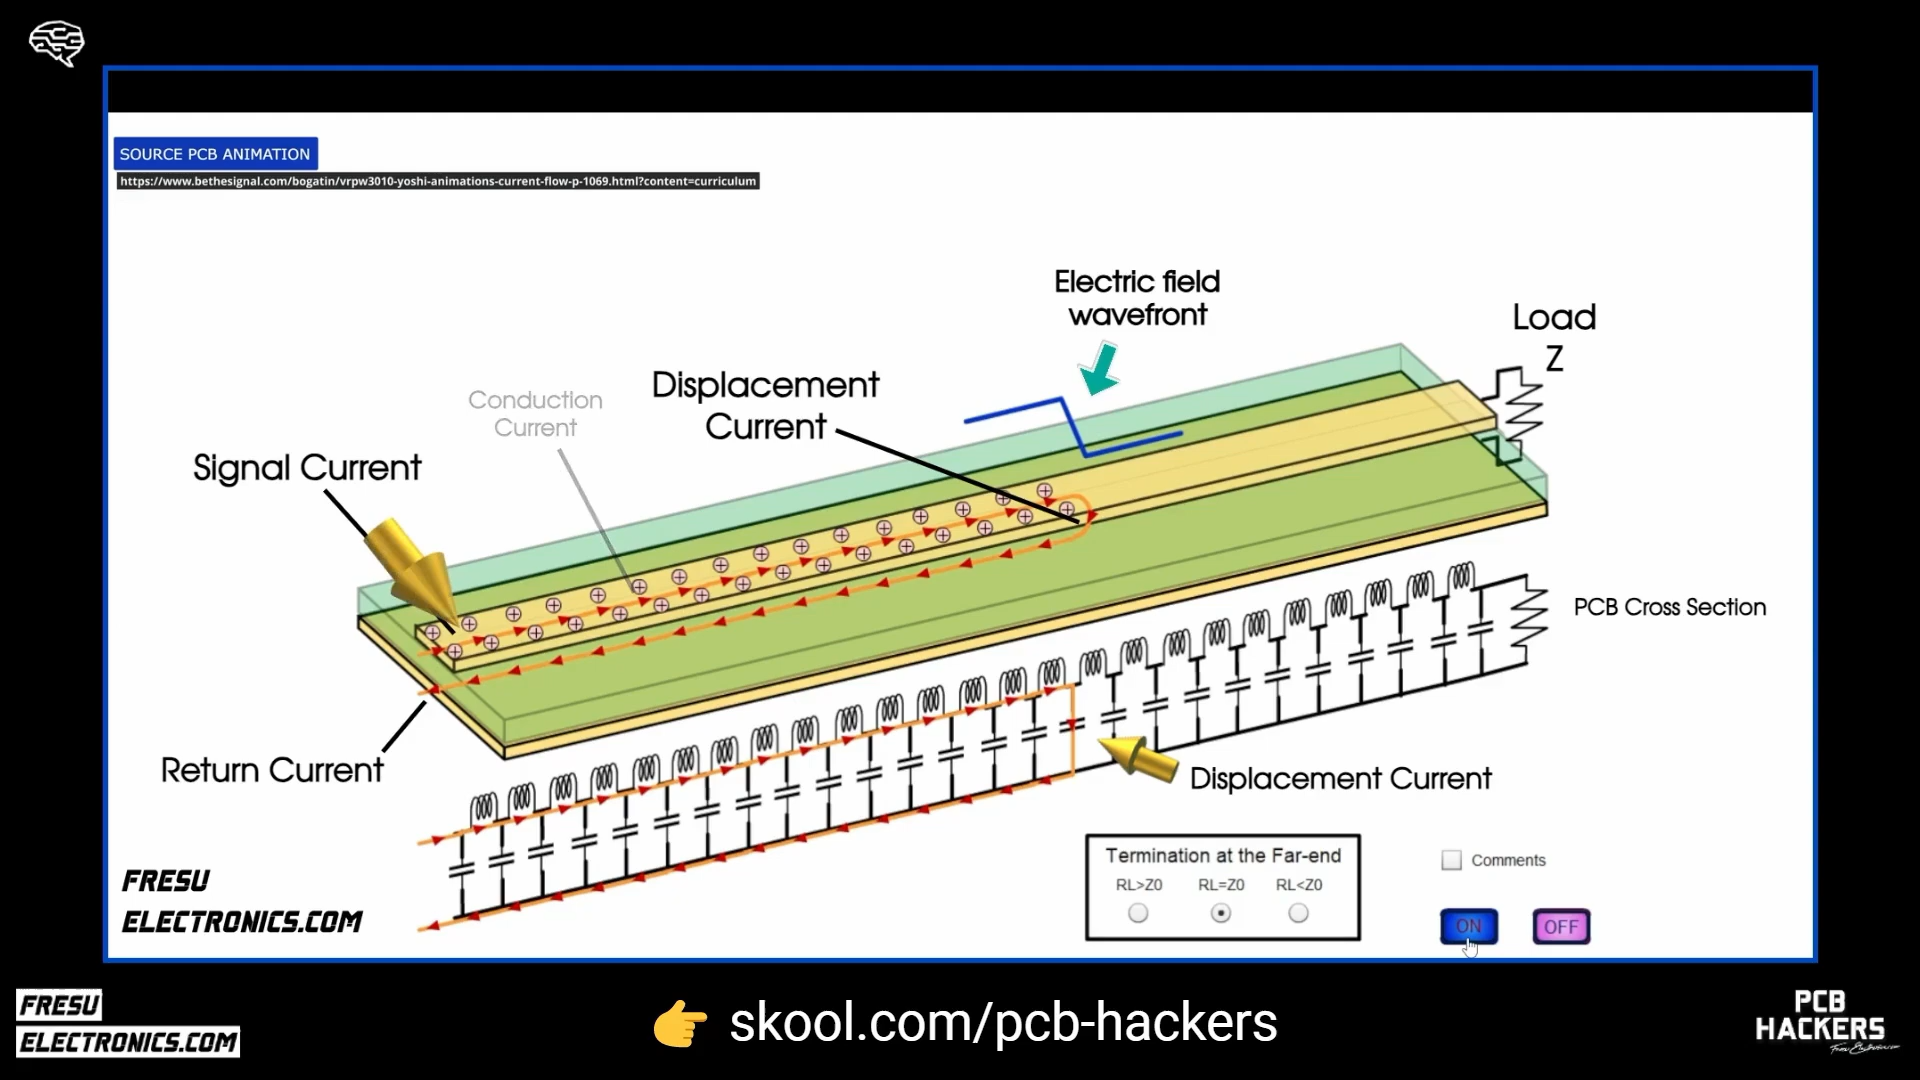 SOURCE PCB ANIMATION
https://www.bethesignal.com/bogatin/vrpw3010-yoshi-animations-current-flow-p-1069.html?content=curriculum
Electric field
wavefront
Load
Z
Displacement
Current
Conduction
Current
Signal Current
Return Current
PCB Cross Section
Displacement Current
Termination at the Far-end
RL>Z0 RL=Z0 RL<Z0
Comments
ON OFF
FRESU
ELECTRONICS.COM
FRESU
ELECTRONICS.COM
skool.com/pcb-hackers
PCB
HACKERS